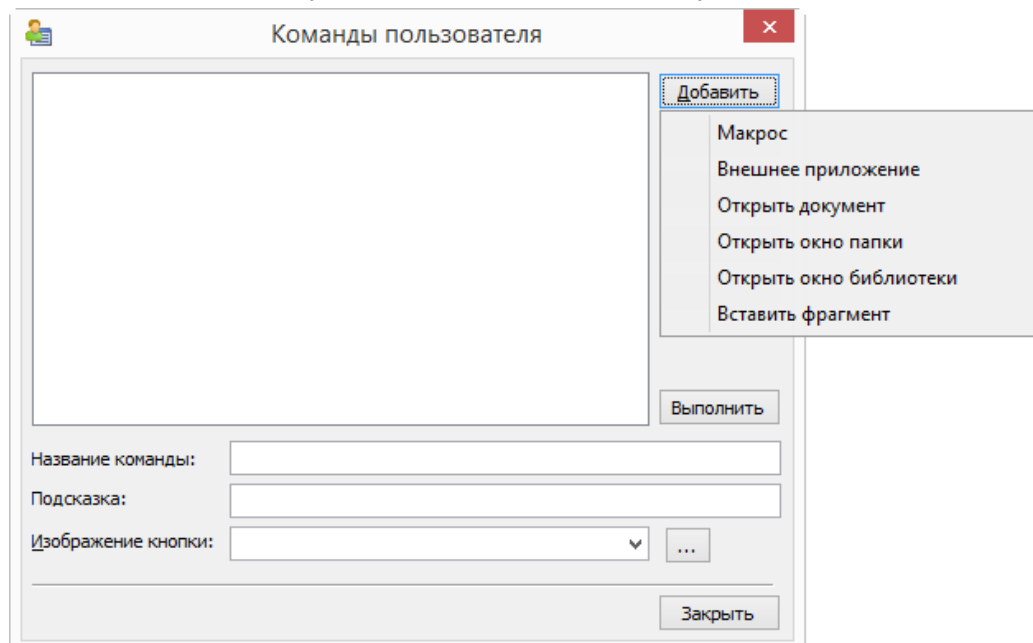 Команды пользователя
Добавить
Макрос
Внешнее приложение
Открыть документ
Открыть окно папки
Открыть окно библиотеки
Вставить фрагмент
Выполнить
Название команды:
Подсказка:
Изображение кнопки:
...
Закрыть